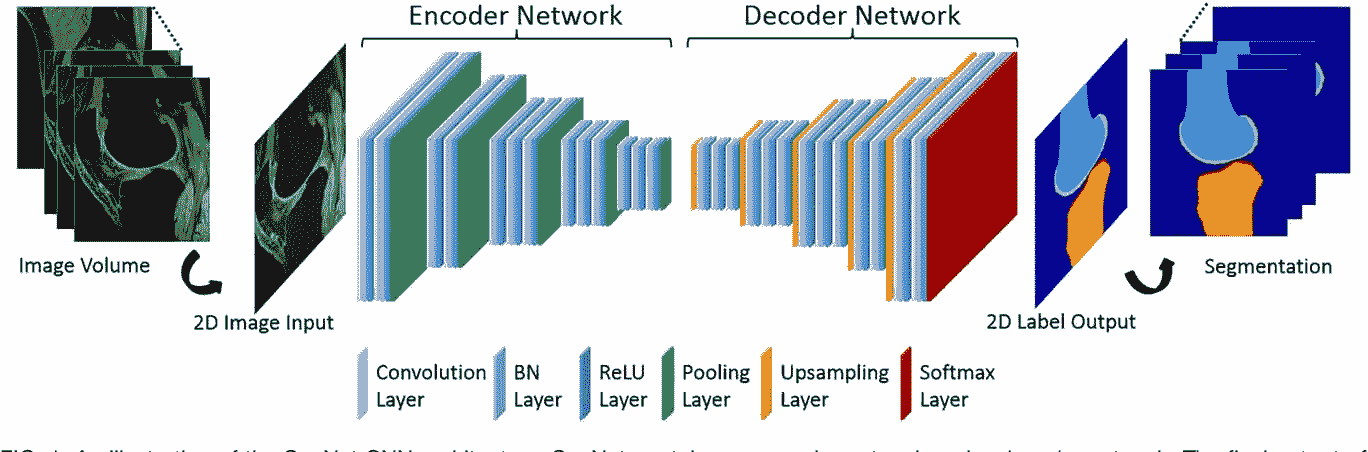 Encoder Network
Decoder Network
Image Volume
2D Image Input
2D Label Output
Segmentation
Convolution Layer
BN Layer
ReLU Layer
Pooling Layer
Upsampling Layer
Softmax Layer